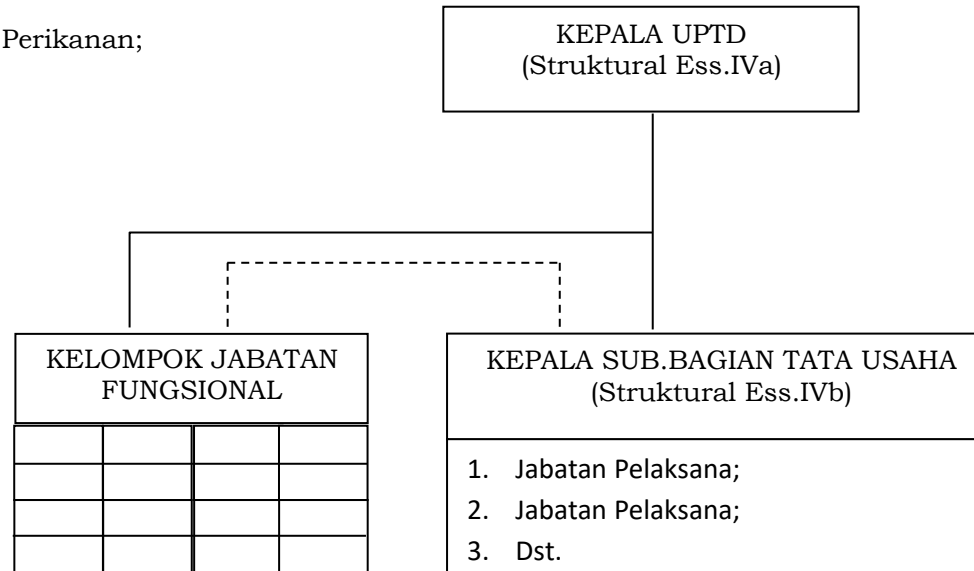 Perikanan;
KEPALA UPTD
(Struktural Ess.IVa)
KELOMPOK JABATAN
FUNGSIONAL
KEPALA SUB.BAGIAN TATA USAHA
(Struktural Ess.IVb)
1. Jabatan Pelaksana;
2. Jabatan Pelaksana;
3. Dst.